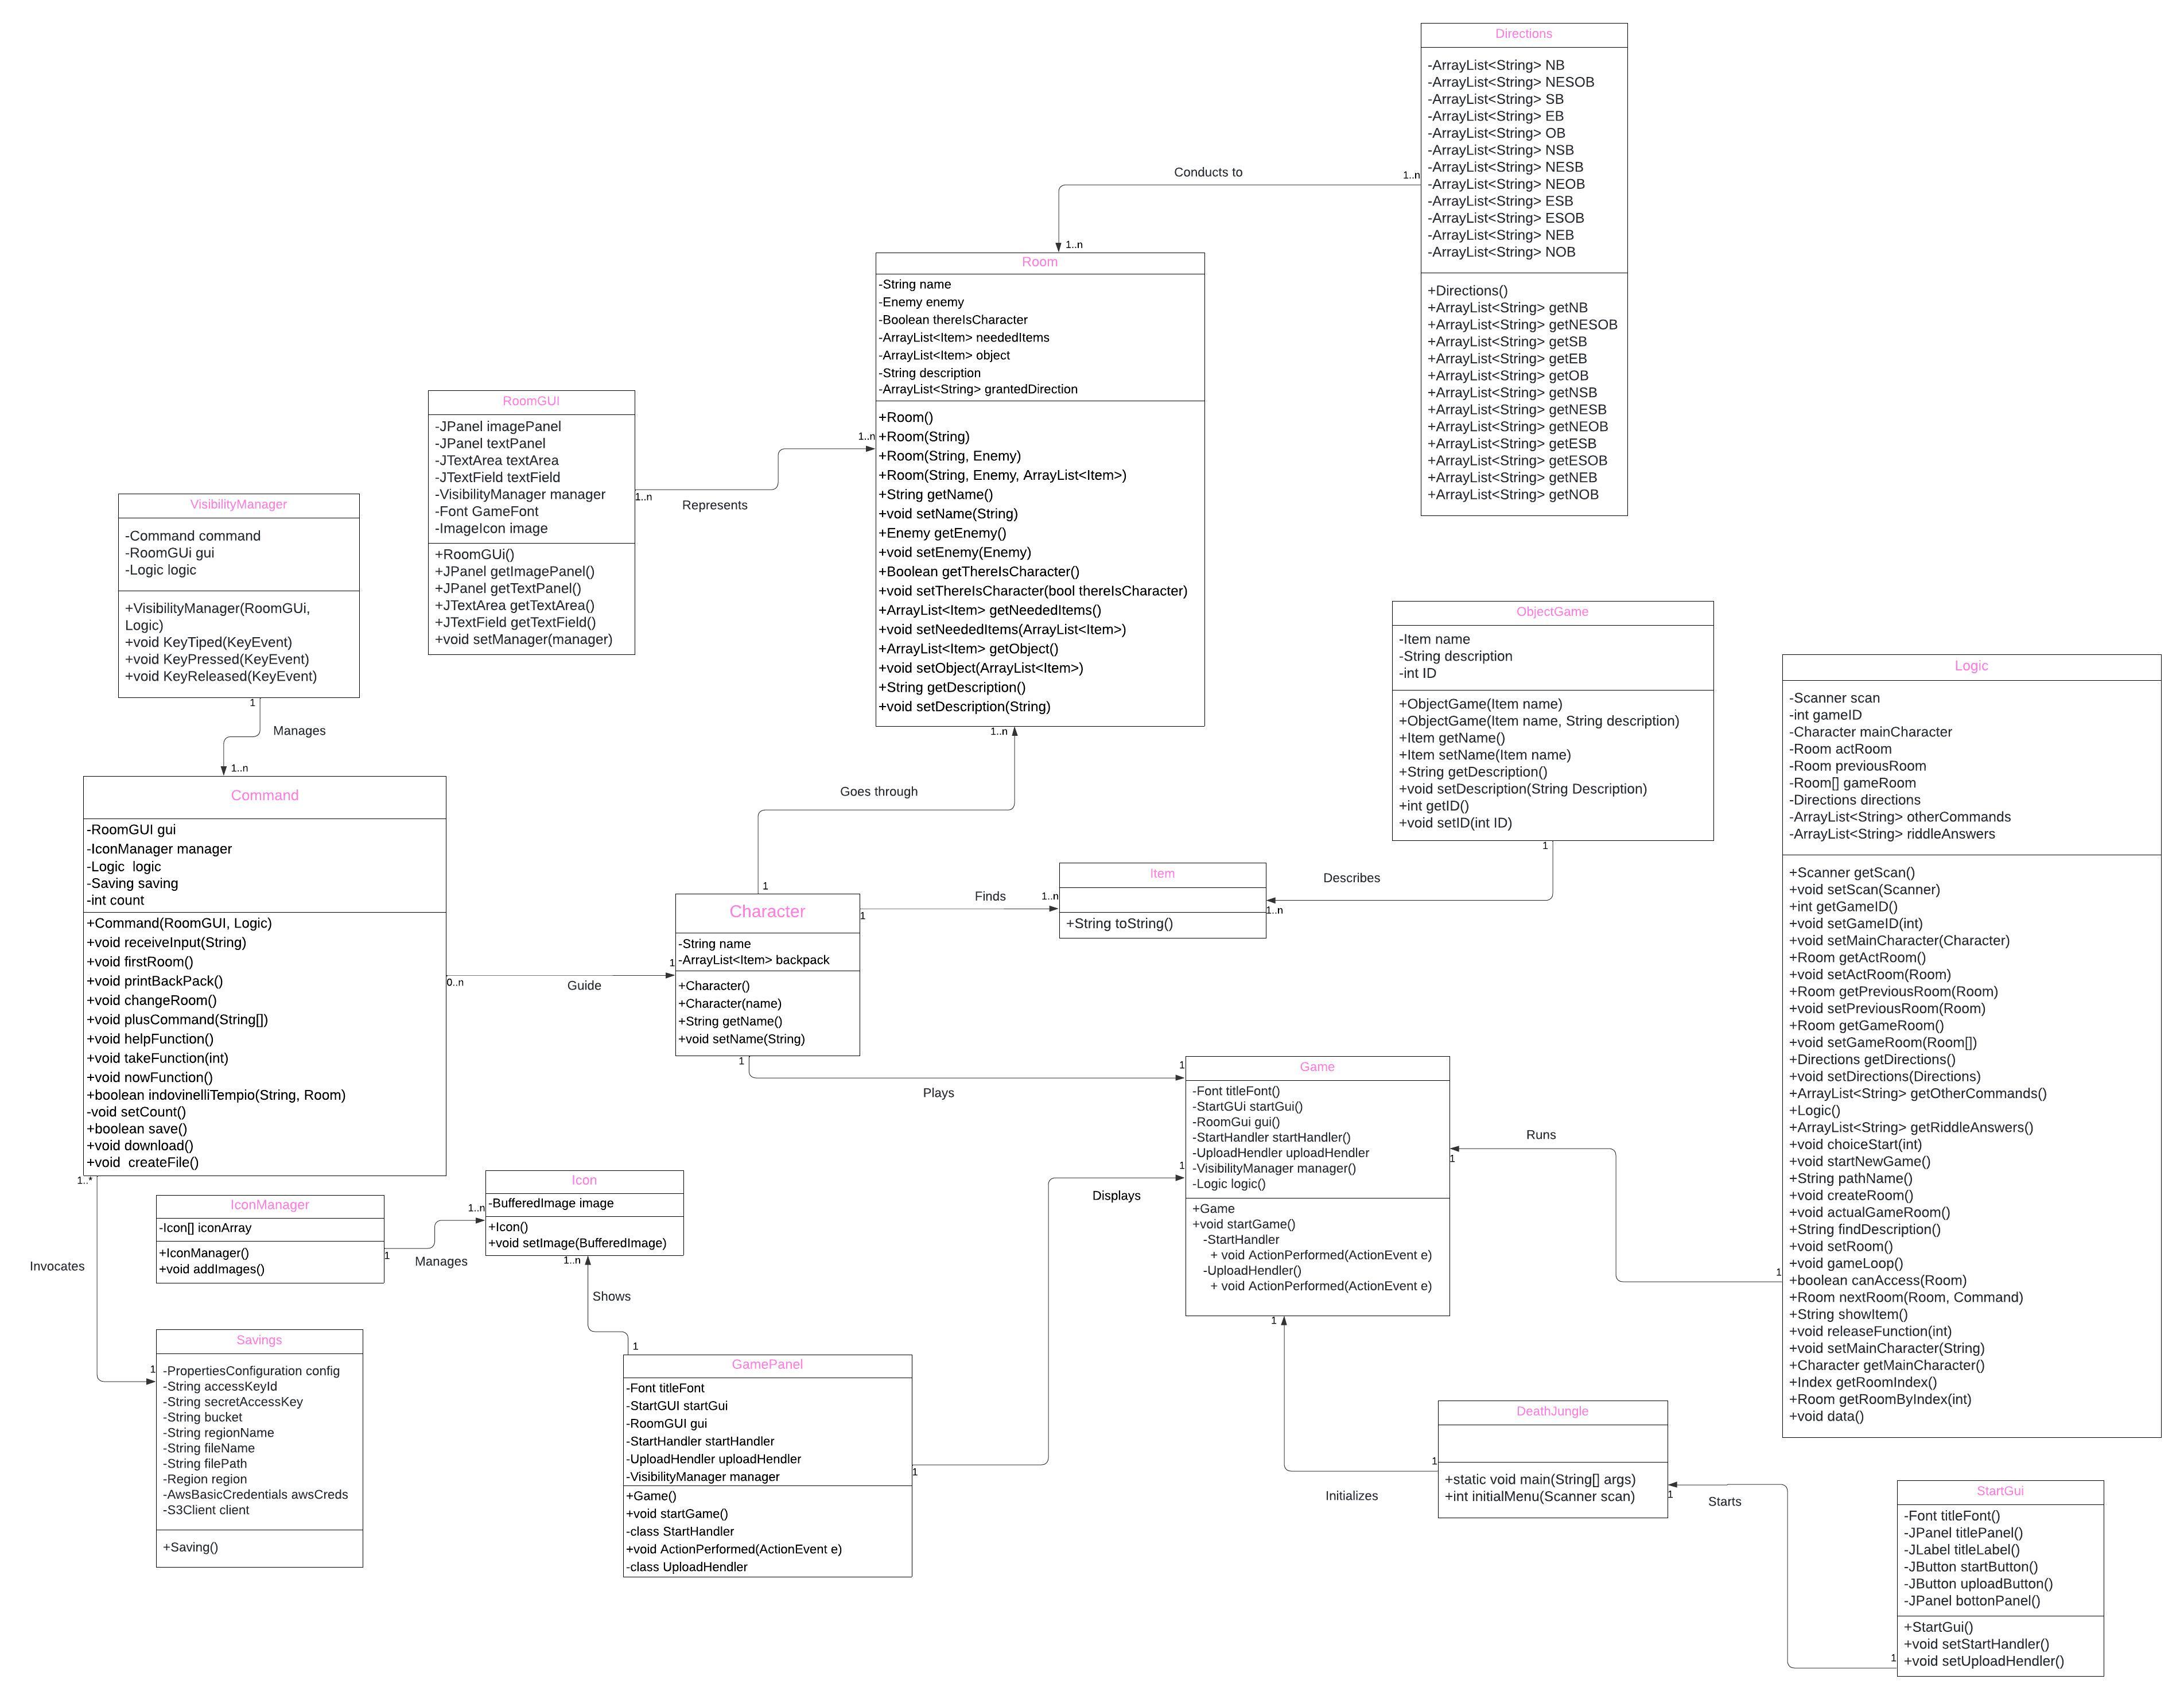 Directions
-ArrayList<String> NB
-ArrayList<String> NESOB
-ArrayList<String> SB
-ArrayList<String> EB
-ArrayList<String> OB
-ArrayList<String> NSB
-ArrayList<String> NESB
-ArrayList<String> NEOB
-ArrayList<String> ESB
-ArrayList<String> ESOB
-ArrayList<String> NEB
-ArrayList<String> NOB
+Directions()
+ArrayList<String> getNB
+ArrayList<String> getNESOB
+ArrayList<String> getSB
+ArrayList<String> getEB
+ArrayList<String> getOB
+ArrayList<String> getNSB
+ArrayList<String> getNESB
+ArrayList<String> getNEOB
+ArrayList<String> getESB
+ArrayList<String> getESOB
+ArrayList<String> getNEB
+ArrayList<String> getNOB
Conducts to
1..n
1..n
Room
-String name
-Enemy enemy
-Boolean thereIsCharacter
-ArrayList<Item> neededItems
-ArrayList<Item> object
-String description
-ArrayList<String> grantedDirection
+Room()
+Room(String)
+Room(String, Enemy)
+Room(String, Enemy, ArrayList<Item>)
+String getName()
+void setName(String)
+Enemy getEnemy()
+void setEnemy(Enemy)
+Boolean getThereIsCharacter()
+void setThereIsCharacter(bool thereIsCharacter)
+ArrayList<Item> getNeededItems()
+void setNeededItems(ArrayList<Item>)
+ArrayList<Item> getObject()
+void setObject(ArrayList<Item>)
+String getDescription()
+void setDescription(String)
RoomGUI
-JPanel imagePanel
-JPanel textPanel
-JTextArea textArea
-JTextField textField
-VisibilityManager manager
-Font GameFont
-ImageIcon image
+RoomGUi()
+JPanel getImagePanel()
+JPanel getTextPanel()
+JTextArea getTextArea()
+JTextField getTextField()
+void setManager(manager)
1..n
1..n
Represents
VisibilityManager
-Command command
-RoomGUi gui
-Logic logic
+VisibilityManager(RoomGUi,
Logic)
+void KeyTiped(KeyEvent)
+void KeyPressed(KeyEvent)
+void KeyReleased(KeyEvent)
1
Manages
1..n
ObjectGame
-Item name
-String description
-int ID
+ObjectGame(Item name)
+ObjectGame(Item name, String description)
+Item getName()
+Item setName(Item name)
+String getDescription()
+void setDescription(String Description)
+int getID()
+void setID(int ID)
1
Describes
1..n
Logic
-Scanner scan
-int gameID
-Character mainCharacter
-Room actRoom
-Room previousRoom
-Room[] gameRoom
-Directions directions
-ArrayList<String> otherCommands
-ArrayList<String> riddleAnswers
+Scanner getScan()
+void setScan(Scanner)
+int getGameID()
+void setGameID(int)
+void setMainCharacter(Character)
+Room getActRoom()
+void setActRoom(Room)
+Room getPreviousRoom(Room)
+void setPreviousRoom(Room)
+Room getGameRoom()
+void setGameRoom(Room[])
+Directions getDirections()
+void setDirections(Directions)
+ArrayList<String> getOtherCommands()
+Logic()
+ArrayList<String> getRiddleAnswers()
+void choiceStart(int)
+void startNewGame()
+String pathName()
+void createRoom()
+void actualGameRoom()
+String findDescription()
+void setRoom()
+void gameLoop()
+boolean canAccess(Room)
+Room nextRoom(Room, Command)
+String showItem()
+void releaseFunction(int)
+void setMainCharacter(String)
+Character getMainCharacter()
+Index getRoomIndex()
+Room getRoomByIndex(int)
+void data()
Command
-RoomGUI gui
-IconManager manager
-Logic  logic
-Saving saving
-int count
+Command(RoomGUI, Logic)
+void receiveInput(String)
+void firstRoom()
+void printBackPack()
+void changeRoom()
+void plusCommand(String[])
+void helpFunction()
+void takeFunction(int)
+void nowFunction()
+boolean indovinelliTempio(String, Room)
-void setCount()
+boolean save()
+void download()
+void  createFile()
0..n
Guide
1
1..*
Invocates
1
1..n
Goes through
1
Character
-String name
-ArrayList<Item> backpack
+Character()
+Character(name)
+String getName()
+void setName(String)
1
Finds
1..n
Item
+String toString()
1
Plays
1
Game
-Font titleFont()
-StartGUi startGui()
-RoomGui gui()
-StartHandler startHandler()
-UploadHendler uploadHendler
-VisibilityManager manager()
-Logic logic()
+Game
+void startGame()
-StartHandler
+ void ActionPerformed(ActionEvent e)
-UploadHendler()
+ void ActionPerformed(ActionEvent e)
Runs
1
1
1
Displays
1
IconManager
-Icon[] iconArray
+IconManager()
+void addImages()
1
Manages
1..n
Icon
-BufferedImage image
+Icon()
+void setImage(BufferedImage)
1..n
Shows
1
Savings
-PropertiesConfiguration config
-String accessKeyId
-String secretAccessKey
-String bucket
-String regionName
-String fileName
-String filePath
-Region region
-AwsBasicCredentials awsCreds
-S3Client client
+Saving()
GamePanel
-Font titleFont
-StartGUI startGui
-RoomGUI gui
-StartHandler startHandler
-UploadHendler uploadHendler
-VisibilityManager manager
+Game()
+void startGame()
-class StartHandler
+void ActionPerformed(ActionEvent e)
-class UploadHendler
1
Initializes
1
DeathJungle
+static void main(String[] args)
+int initialMenu(Scanner scan)
1
Starts
1
StartGui
-Font titleFont()
-JPanel titlePanel()
-JLabel titleLabel()
-JButton startButton()
-JButton uploadButton()
-JPanel bottonPanel()
+StartGui()
+void setStartHandler()
+void setUploadHendler()